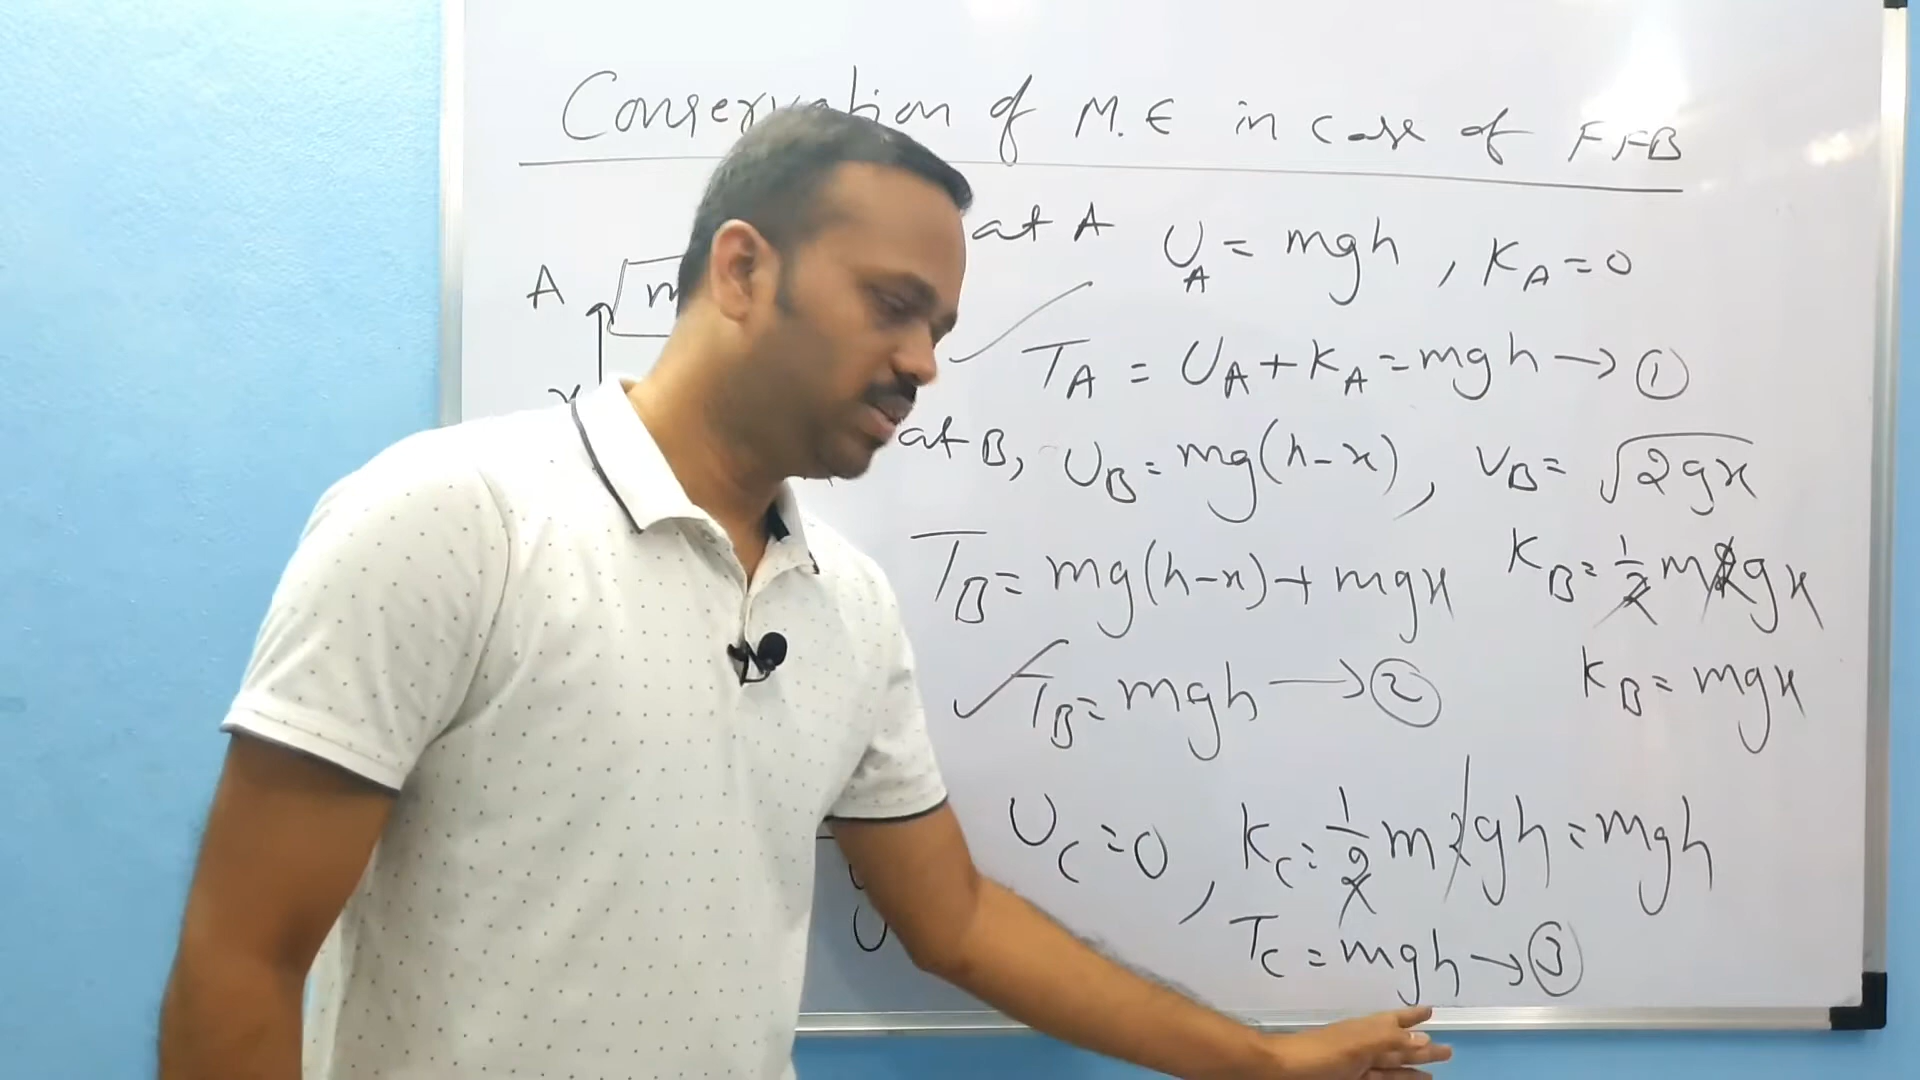 Conservation of M.E in case of FFB
at A U_A = mgh, K_A = 0
A m
T_A = U_A + K_A = mgh → ①
x
at B, U_B = mg(h-x), V_B = √2gx
T_B = mg(h-x) + mgx K_B = 1/2 m2gx
T_B = mgh → ② K_B = mgx
U_C = 0, K_C = 1/2 m2gh = mgh
T_C = mgh → ③